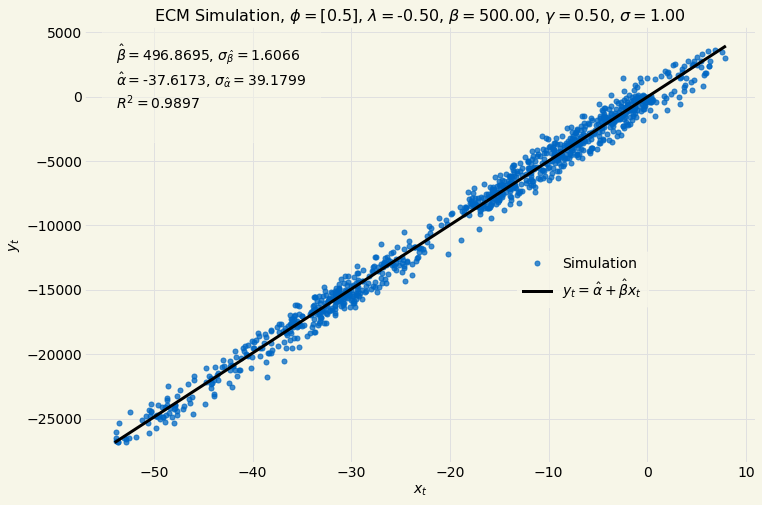 ECM Simulation, ϕ = [0.5], λ = -0.50, β = 500.00, γ = 0.50, σ = 1.00
β̂ = 496.8695, σ_β̂ = 1.6066
α̂ = -37.6173, σ_α̂ = 39.1799
R² = 0.9897
5000
0
−5000
−10000
−15000
−20000
−25000
y_t
Simulation
y_t = α̂ + β̂x_t
−50
−40
−30
−20
−10
0
10
x_t